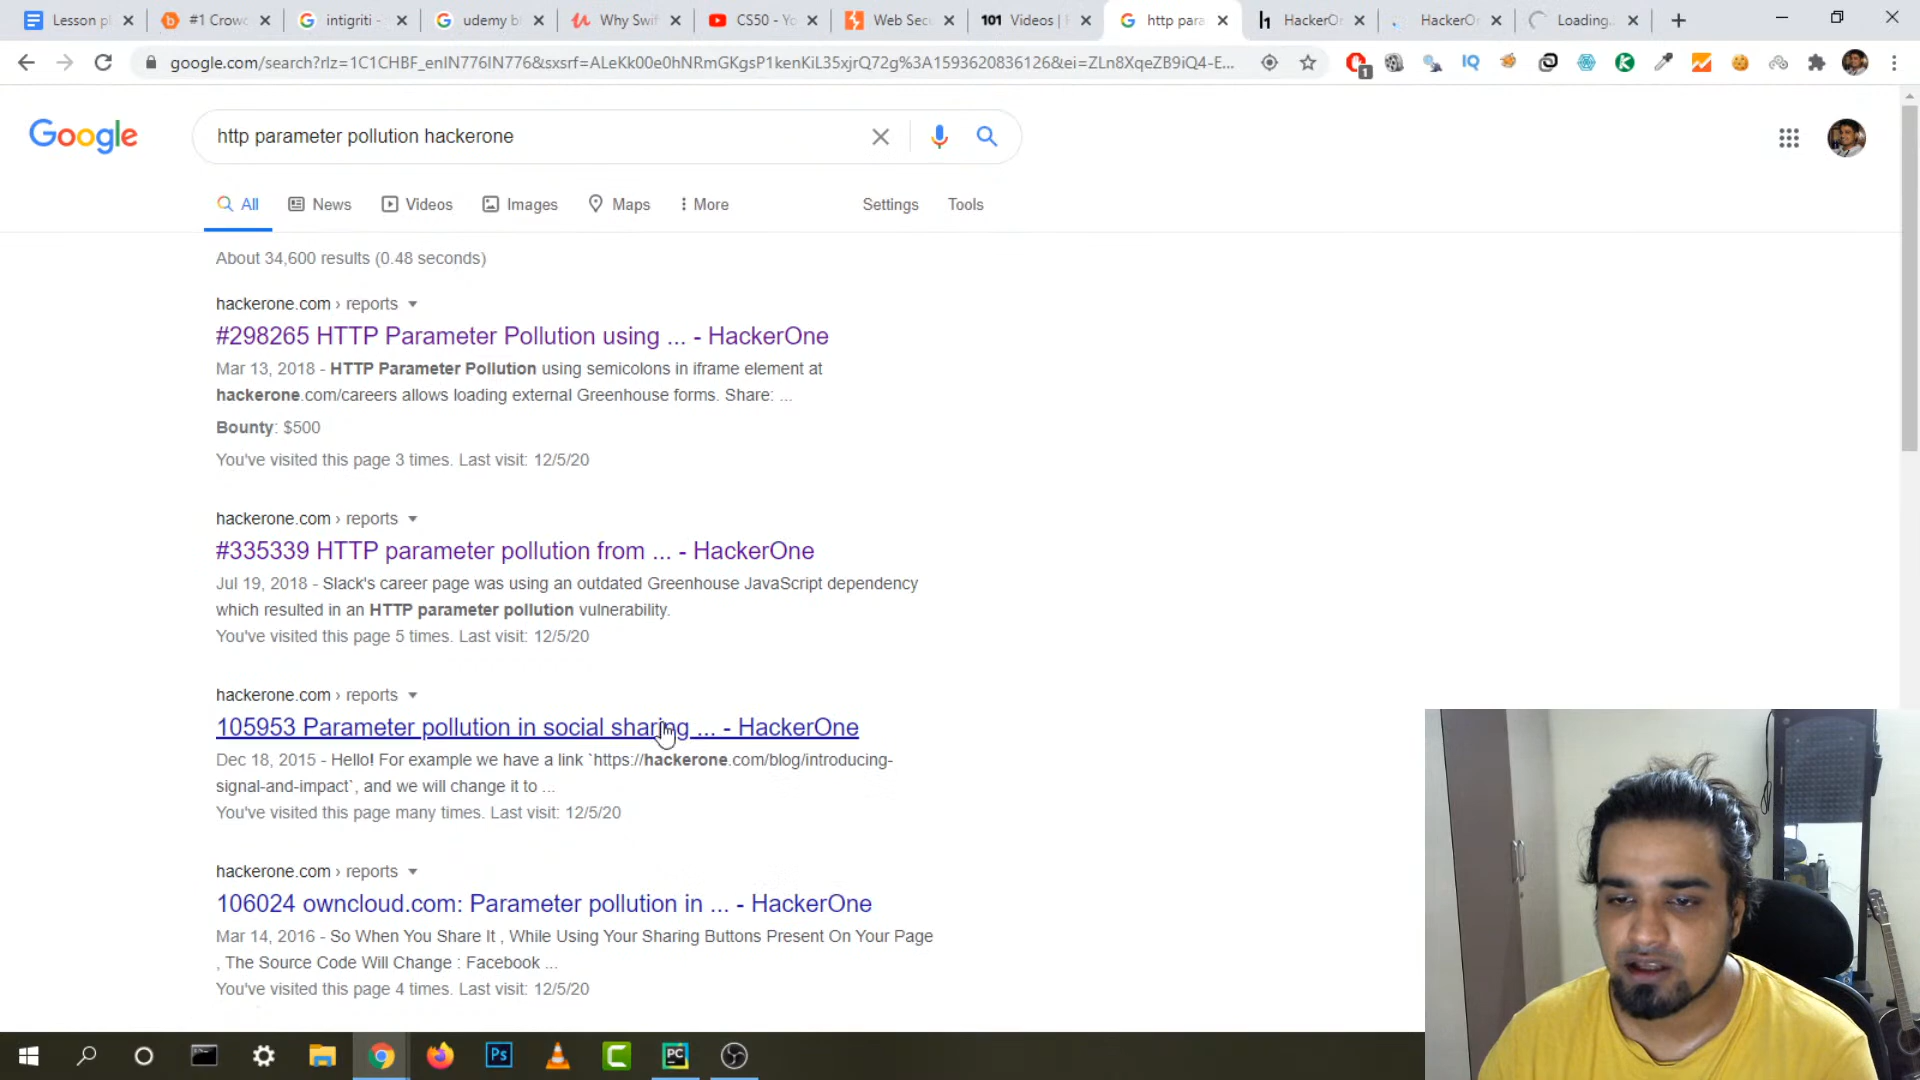 Lesson pl
#1 Crow
intigriti -
udemy b
Why Swi
CS50 - Yo
Web Sec
101 Videos |
http para
h1 HackerO
HackerO
Loading...
google.com/search?rlz=1C1CHBF_enIN776IN776&sxsrf=ALeKk00e0hNRmGKgsP1kenKiL35xjrQ72g%3A1593620836126&ei=ZLn8XqeZB9iQ4-E...
1
IQ
K
Google
http parameter pollution hackerone
All
News
Videos
Images
Maps
More
Settings
Tools
About 34,600 results (0.48 seconds)
hackerone.com › reports
#298265 HTTP Parameter Pollution using ... - HackerOne
Mar 13, 2018 - HTTP Parameter Pollution using semicolons in iframe element at
hackerone.com/careers allows loading external Greenhouse forms. Share: ...
Bounty: $500
You've visited this page 3 times. Last visit: 12/5/20
hackerone.com › reports
#335339 HTTP parameter pollution from ... - HackerOne
Jul 19, 2018 - Slack's career page was using an outdated Greenhouse JavaScript dependency
which resulted in an HTTP parameter pollution vulnerability.
You've visited this page 5 times. Last visit: 12/5/20
hackerone.com › reports
105953 Parameter pollution in social sharing ... - HackerOne
Dec 18, 2015 - Hello! For example we have a link `https://hackerone.com/blog/introducing-
signal-and-impact`, and we will change it to ...
You've visited this page many times. Last visit: 12/5/20
hackerone.com › reports
106024 owncloud.com: Parameter pollution in ... - HackerOne
Mar 14, 2016 - So When You Share It , While Using Your Sharing Buttons Present On Your Page
, The Source Code Will Change : Facebook ...
You've visited this page 4 times. Last visit: 12/5/20
Ps
C
PC